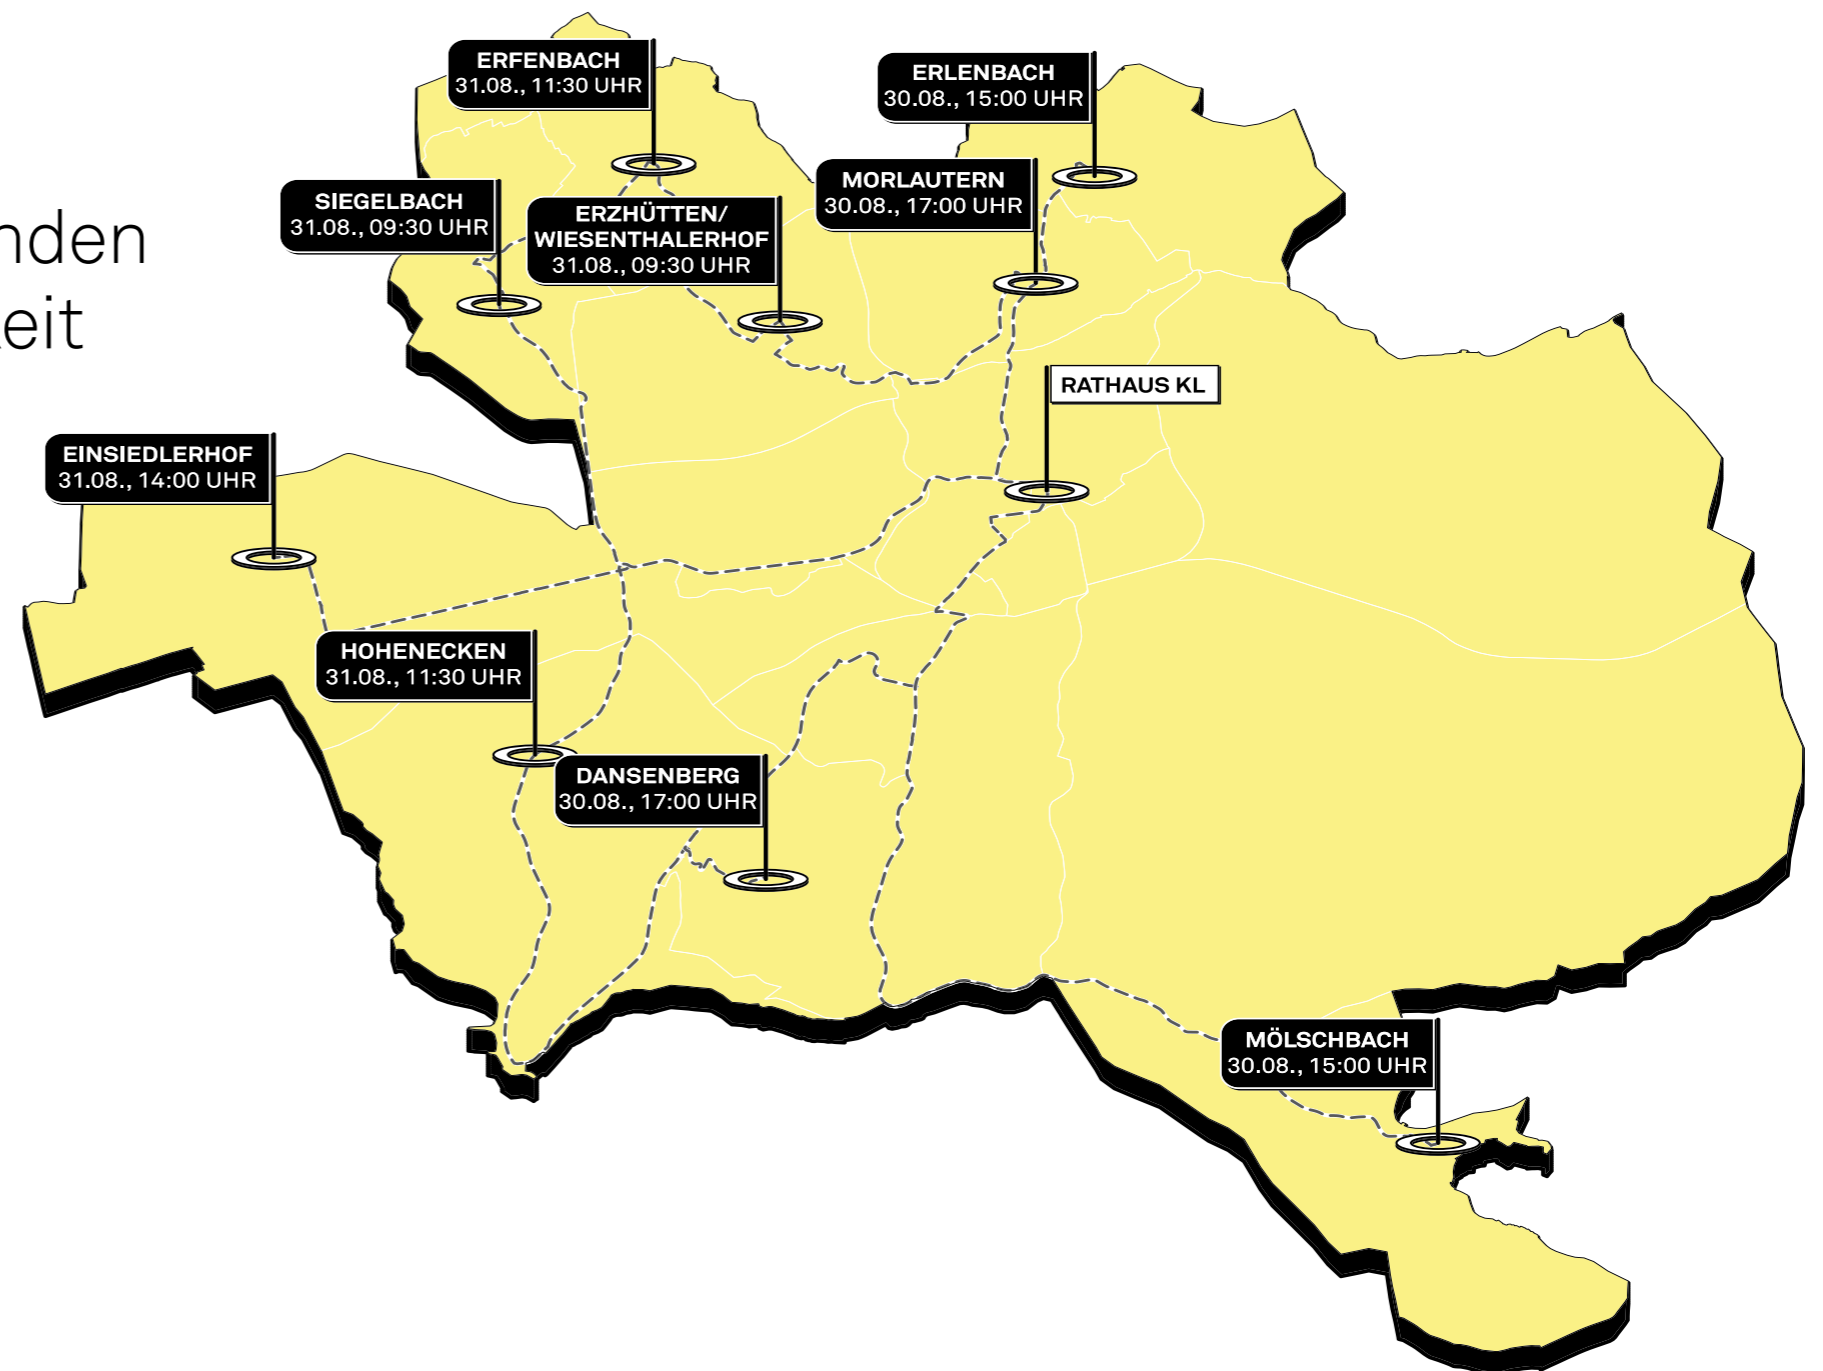 ERFENBACH
31.08., 11:30 UHR
ERLENBACH
30.08., 15:00 UHR
MORLAUTERN
30.08., 17:00 UHR
SIEGELBACH
31.08., 09:30 UHR
ERZHÜTTEN/
WIESENTHALERHOF
31.08., 09:30 UHR
nden
eit
RATHAUS KL
EINSIEDLERHOF
31.08., 14:00 UHR
HOHENECKEN
31.08., 11:30 UHR
DANSENBERG
30.08., 17:00 UHR
MÖLSCHBACH
30.08., 15:00 UHR